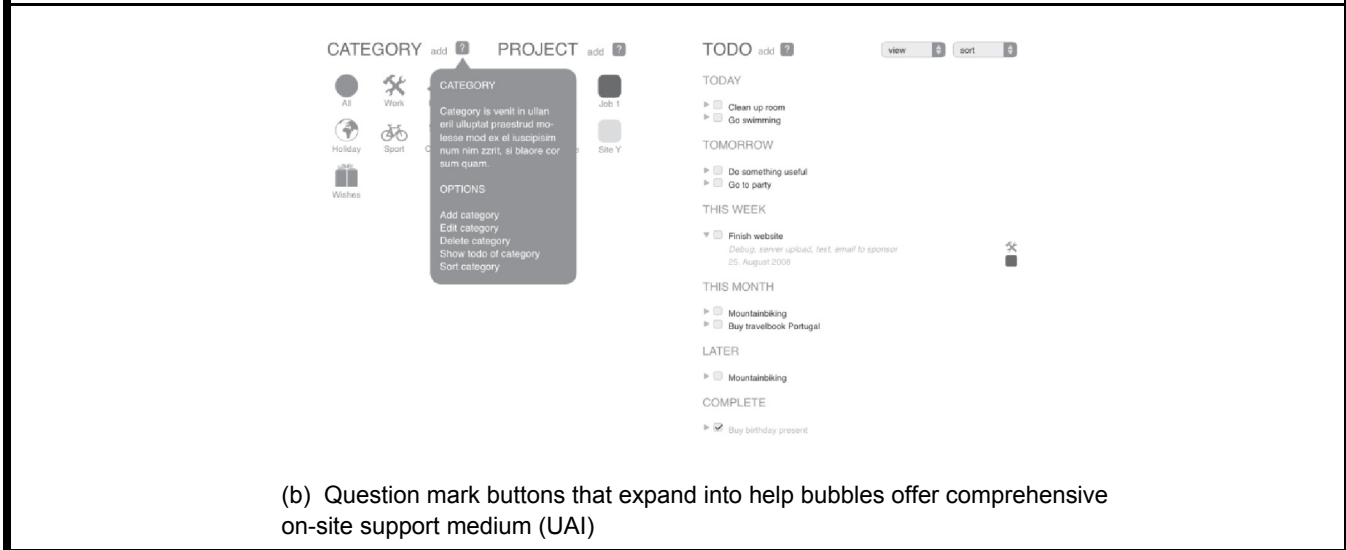 CATEGORY add ? PROJECT add ?
All
Work
Job 1
Holiday
Sport
Site Y
Wishes
CATEGORY
Category is venit in ullan
eril ulluptat praestrud mo-
lesse mod ex el iuscipisim
num nim zzrit, si blaore cor
sum quam.
OPTIONS
Add category
Edit category
Delete category
Show todo of category
Sort category
TODO add ? view sort
TODAY
Clean up room
Go swimming
TOMORROW
Do something useful
Go to party
THIS WEEK
Finish website
Debug, server upload, test, email to sponsor
25. August 2008
THIS MONTH
Mountainbiking
Buy travelbook Portugal
LATER
Mountainbiking
COMPLETE
Buy birthday present
(b) Question mark buttons that expand into help bubbles offer comprehensive
on-site support medium (UAI)